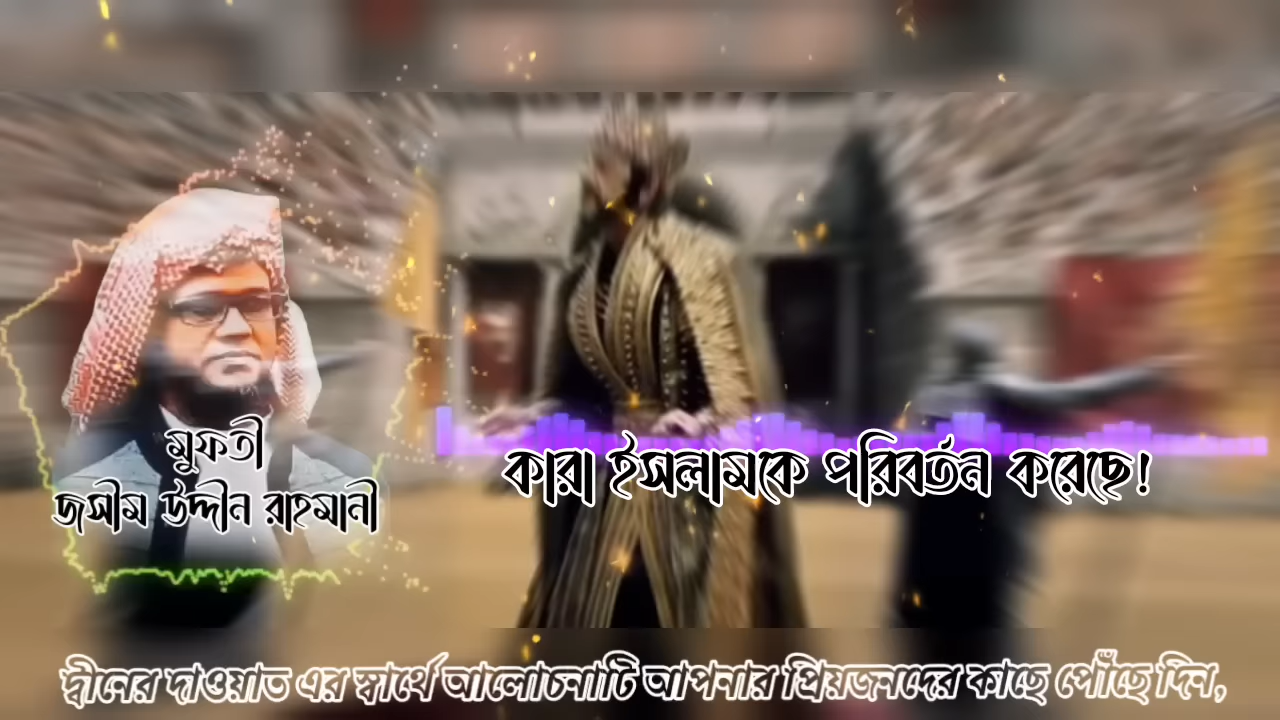 মুফতী
জসীম উদ্দীন রাহমানী
কারা ইসলামকে পরিবর্তন করেছে!
দ্বীনের দাওয়াত এর স্বার্থে আলোচনাটি আপনার প্রিয়জনদের কাছে পৌঁছে দিন,